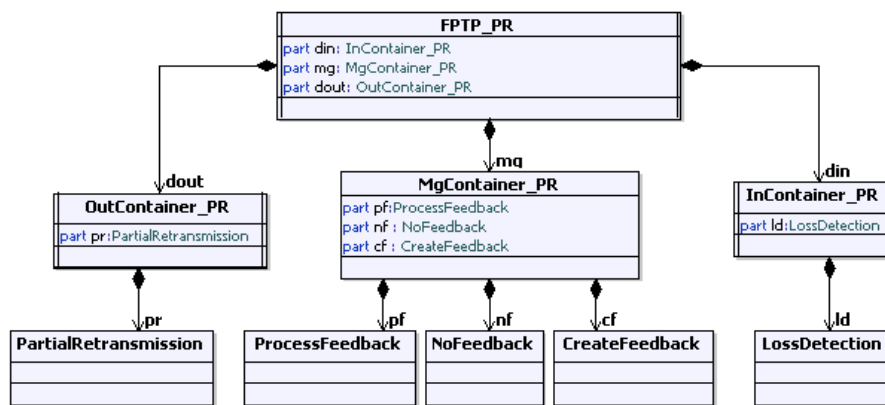 FPTP_PR
part din: InContainer_PR
part mg: MgContainer_PR
part dout: OutContainer_PR
dout
mg
din
OutContainer_PR
part pr:PartialRetransmission
MgContainer_PR
part pf:ProcessFeedback
part nf : NoFeedback
part cf : CreateFeedback
InContainer_PR
part ld:LossDetection
pr
pf
nf
cf
ld
PartialRetransmission
ProcessFeedback
NoFeedback
CreateFeedback
LossDetection